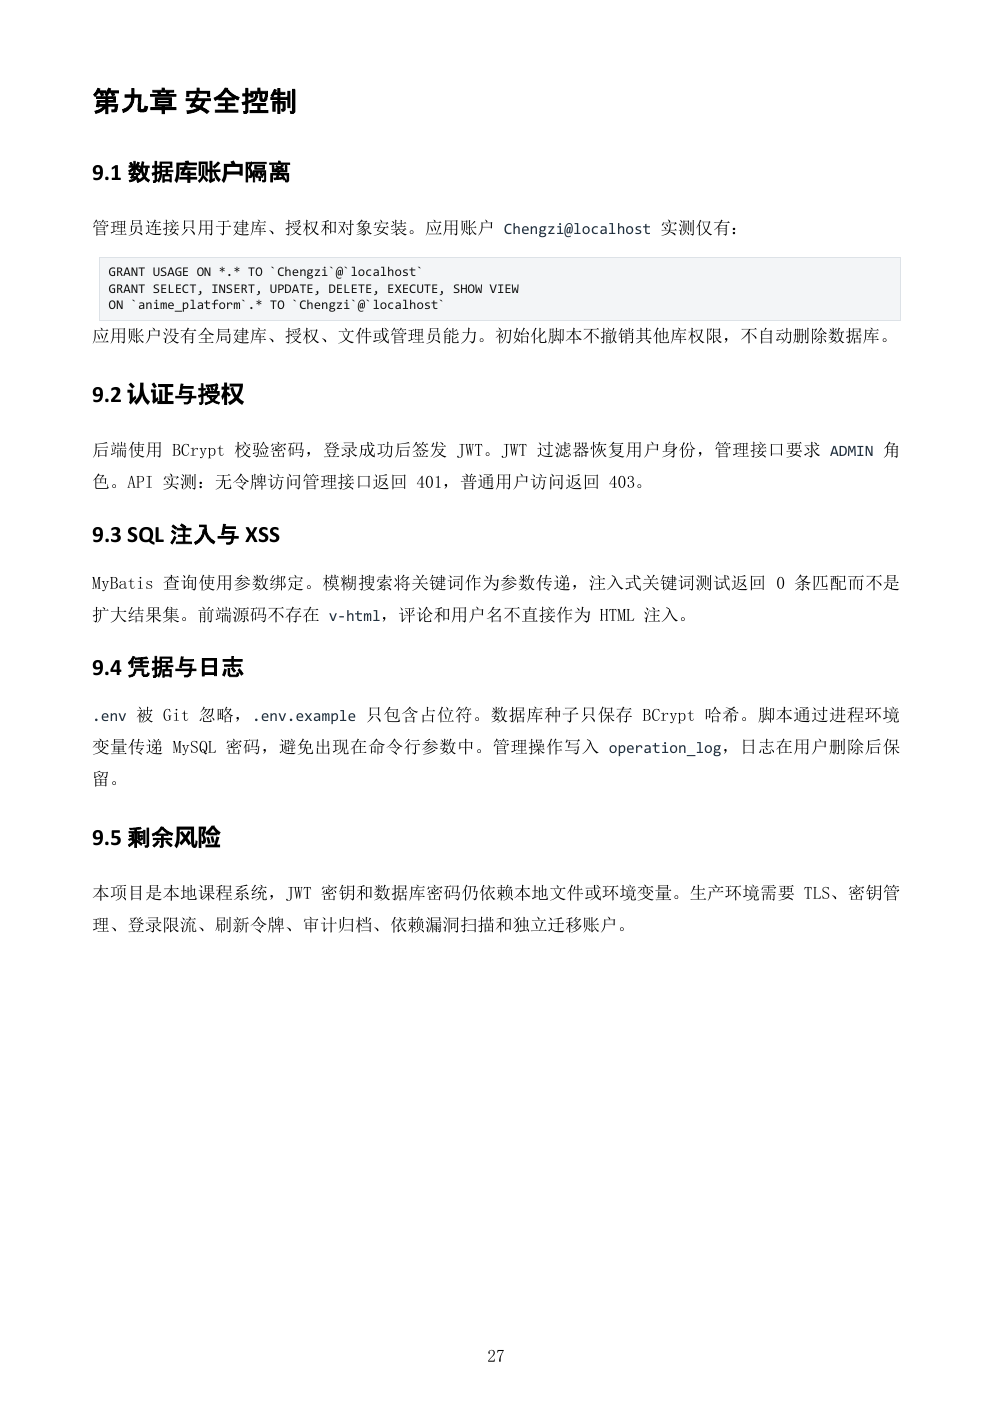 第九章 安全控制
9.1 数据库账户隔离
管理员连接只用于建库、授权和对象安装。应用账户 Chengzi@localhost 实测仅有：
GRANT USAGE ON *.* TO `Chengzi`@`localhost`
GRANT SELECT, INSERT, UPDATE, DELETE, EXECUTE, SHOW VIEW
ON `anime_platform`.* TO `Chengzi`@`localhost`
应用账户没有全局建库、授权、文件或管理员能力。初始化脚本不撤销其他库权限，不自动删除数据库。
9.2 认证与授权
后端使用 BCrypt 校验密码，登录成功后签发 JWT。JWT 过滤器恢复用户身份，管理接口要求 ADMIN 角
色。API 实测：无令牌访问管理接口返回 401，普通用户访问返回 403。
9.3 SQL 注入与 XSS
MyBatis 查询使用参数绑定。模糊搜索将关键词作为参数传递，注入式关键词测试返回 0 条匹配而不是
扩大结果集。前端源码不存在 v-html，评论和用户名不直接作为 HTML 注入。
9.4 凭据与日志
.env 被 Git 忽略，.env.example 只包含占位符。数据库种子只保存 BCrypt 哈希。脚本通过进程环境
变量传递 MySQL 密码，避免出现在命令行参数中。管理操作写入 operation_log，日志在用户删除后保
留。
9.5 剩余风险
本项目是本地课程系统，JWT 密钥和数据库密码仍依赖本地文件或环境变量。生产环境需要 TLS、密钥管
理、登录限流、刷新令牌、审计归档、依赖漏洞扫描和独立迁移账户。
27